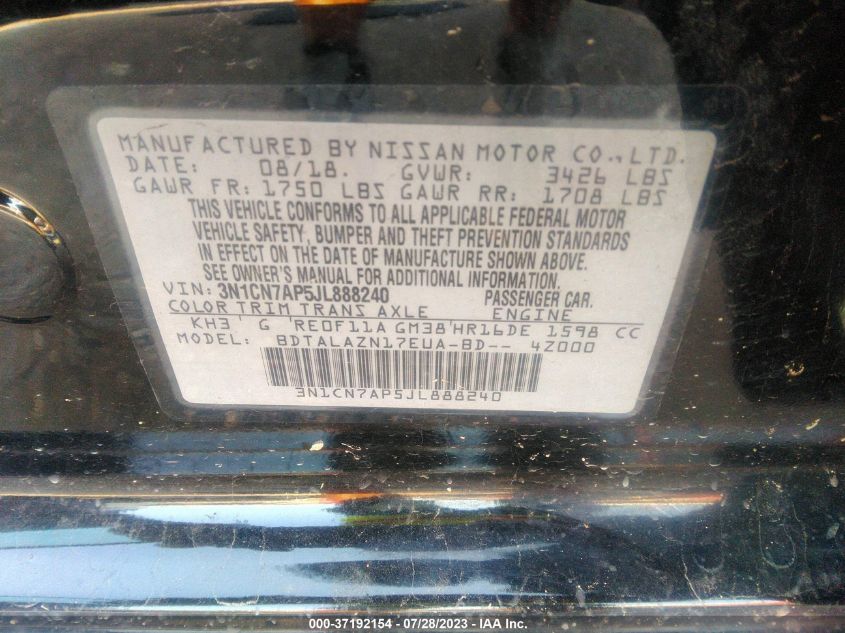 MANUFACTURED BY NISSAN MOTOR CO., LTD.
DATE: 08/18. GVWR: 3426 LBS
GAWR FR: 1750 LBS GAWR RR: 1708 LBS
THIS VEHICLE CONFORMS TO ALL APPLICABLE FEDERAL MOTOR
VEHICLE SAFETY, BUMPER AND THEFT PREVENTION STANDARDS
IN EFFECT ON THE DATE OF MANUFACTURE SHOWN ABOVE.
SEE OWNER'S MANUAL FOR ADDITIONAL INFORMATION.
VIN: 3N1CN7AP5JL888240 PASSENGER CAR.
COLOR TRIM TRANS AXLE ENGINE
KH3 ' G 'RE0F11A GM38'HR16DE 1598 CC
MODEL: BDTALAZN17EUA-BD-- 4Z000
3N1CN7AP5JL888240
000-37192154 - 07/28/2023 - IAA Inc.